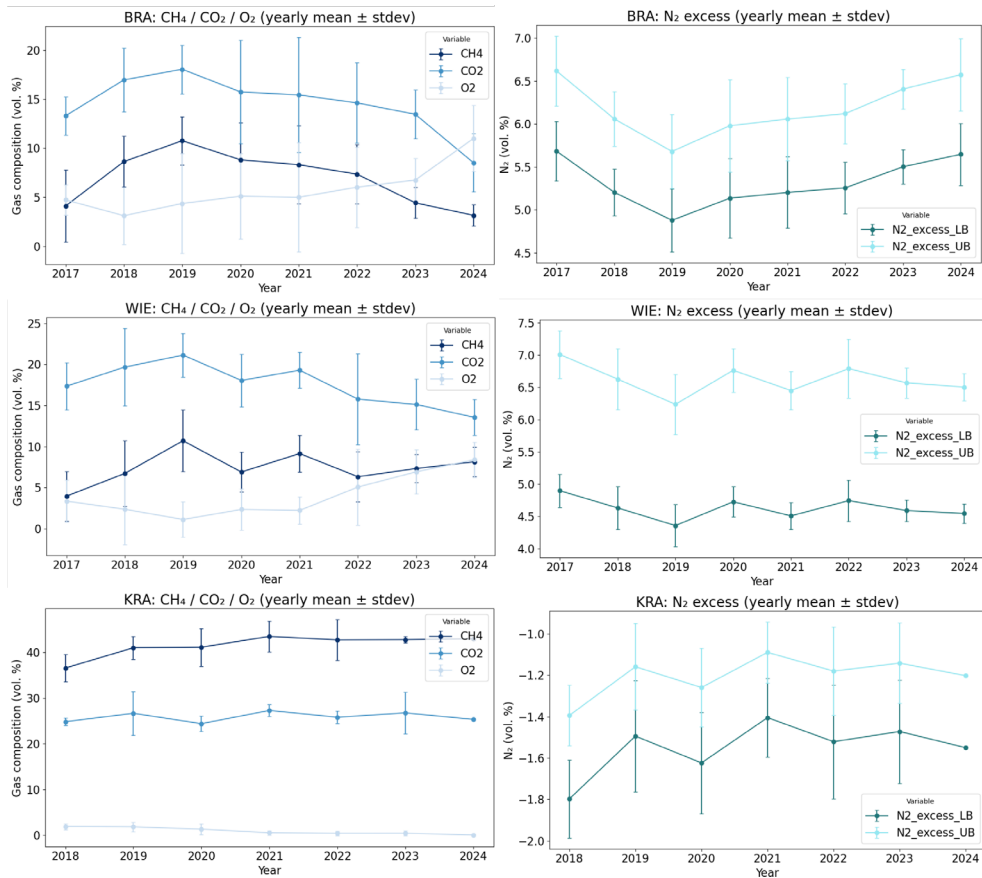 BRA: CH₄ / CO₂ / O₂ (yearly mean ± stdev)
Gas composition (vol. %)
20
15
10
5
0
Variable
CH4
CO2
O2
2017 2018 2019 2020 2021 2022 2023 2024
Year
BRA: N₂ excess (yearly mean ± stdev)
N₂ (vol. %)
7.0
6.5
6.0
5.5
5.0
4.5
Variable
N2_excess_LB
N2_excess_UB
2017 2018 2019 2020 2021 2022 2023 2024
Year
WIE: CH₄ / CO₂ / O₂ (yearly mean ± stdev)
Gas composition (vol. %)
25
20
15
10
5
0
Variable
CH4
CO2
O2
2017 2018 2019 2020 2021 2022 2023 2024
Year
WIE: N₂ excess (yearly mean ± stdev)
N₂ (vol. %)
7.5
7.0
6.5
6.0
5.5
5.0
4.5
4.0
Variable
N2_excess_LB
N2_excess_UB
2017 2018 2019 2020 2021 2022 2023 2024
Year
KRA: CH₄ / CO₂ / O₂ (yearly mean ± stdev)
Gas composition (vol. %)
40
30
20
10
0
Variable
CH4
CO2
O2
2018 2019 2020 2021 2022 2023 2024
Year
KRA: N₂ excess (yearly mean ± stdev)
N₂ (vol. %)
−1.0
−1.2
−1.4
−1.6
−1.8
−2.0
Variable
N2_excess_LB
N2_excess_UB
2018 2019 2020 2021 2022 2023 2024
Year